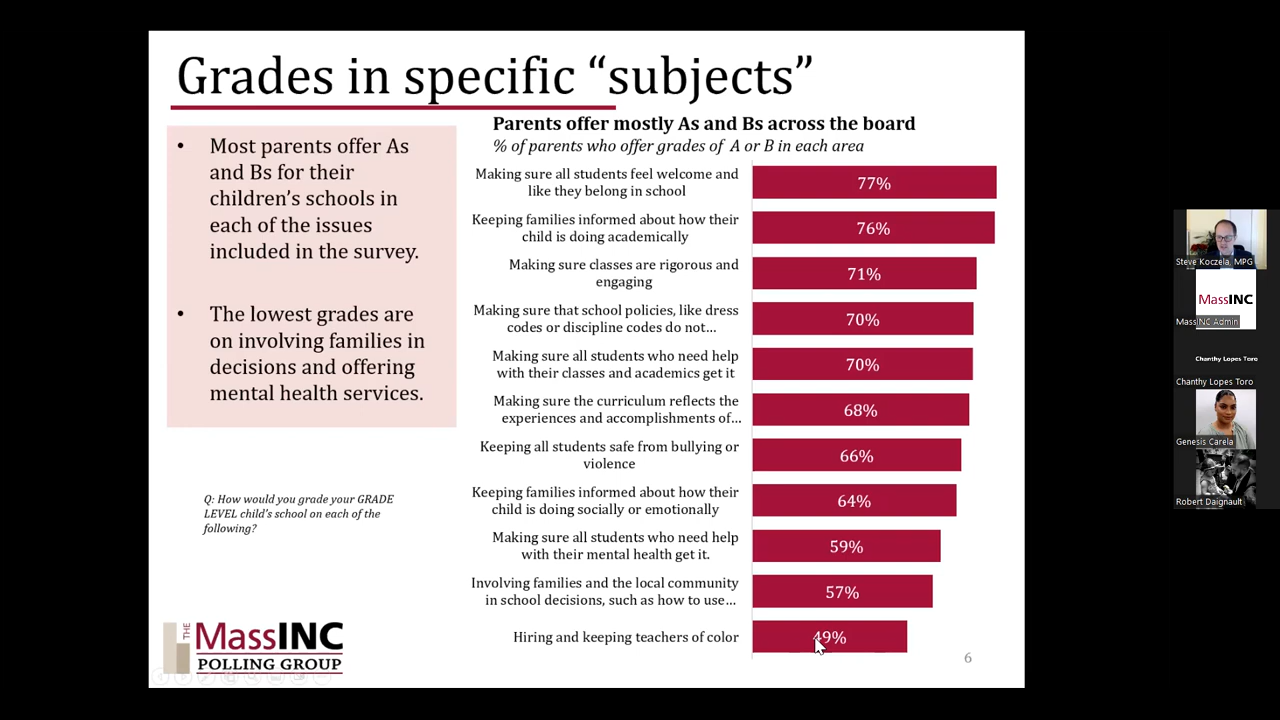 Grades in specific “subjects”
• Most parents offer As
and Bs for their
children’s schools in
each of the issues
included in the survey.
• The lowest grades are
on involving families in
decisions and offering
mental health services.
Q: How would you grade your GRADE
LEVEL child’s school on each of the
following?
THE
MassINC
POLLING GROUP
Parents offer mostly As and Bs across the board
% of parents who offer grades of A or B in each area
Making sure all students feel welcome and
like they belong in school
77%
Keeping families informed about how their
child is doing academically
76%
Making sure classes are rigorous and
engaging
71%
Making sure that school policies, like dress
codes or discipline codes do not…
70%
Making sure all students who need help
with their classes and academics get it
70%
Making sure the curriculum reflects the
experiences and accomplishments of…
68%
Keeping all students safe from bullying or
violence
66%
Keeping families informed about how their
child is doing socially or emotionally
64%
Making sure all students who need help
with their mental health get it.
59%
Involving families and the local community
in school decisions, such as how to use…
57%
Hiring and keeping teachers of color
49%
6
Steve Koczela, MPG
MassINC
MassINC Admin
Chanthy Lopes Toro
Chanthy Lopes Toro
Genesis Carela
Robert Daignault